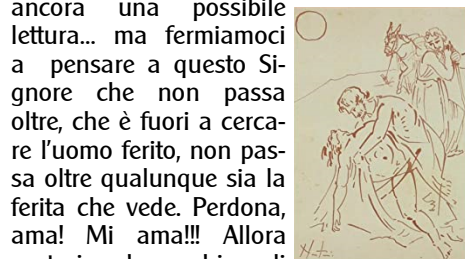 ancora una possibile
lettura... ma fermiamoci
a pensare a questo Si-
gnore che non passa
oltre, che è fuori a cerca-
re l'uomo ferito, non pas-
sa oltre qualunque sia la
ferita che vede. Perdona,
ama! Mi ama!!! Allora